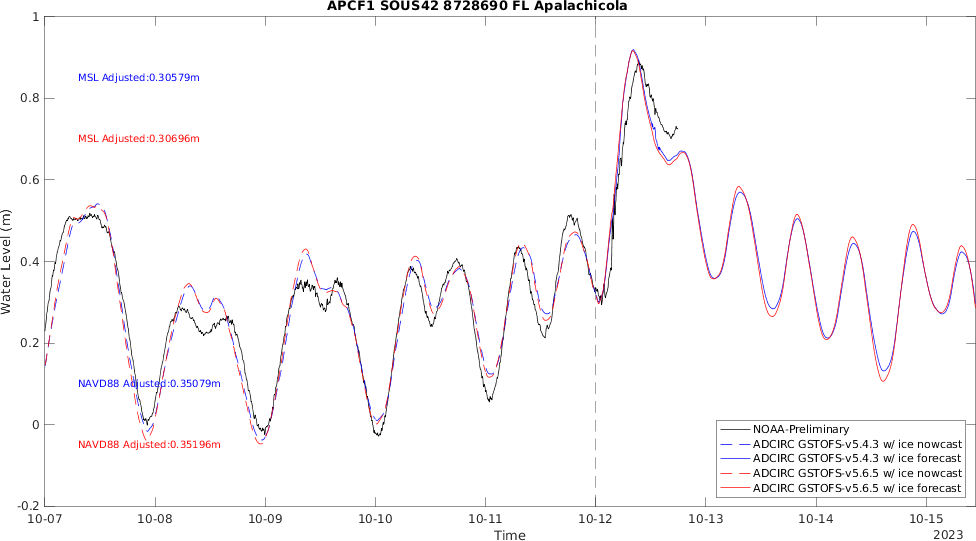 APCF1 SOUS42 8728690 FL Apalachicola
1
MSL Adjusted:0.30579m
0.8
MSL Adjusted:0.30696m
0.6
0.4
Water Level (m)
0.2
NAVD88 Adjusted:0.35079m
0
NAVD88 Adjusted:0.35196m
-0.2
NOAA-Preliminary
ADCIRC GSTOFS-v5.4.3 w/ ice nowcast
ADCIRC GSTOFS-v5.4.3 w/ ice forecast
ADCIRC GSTOFS-v5.6.5 w/ ice nowcast
ADCIRC GSTOFS-v5.6.5 w/ ice forecast
10-07 10-08 10-09 10-10 10-11 10-12 10-13 10-14 10-15
Time
2023